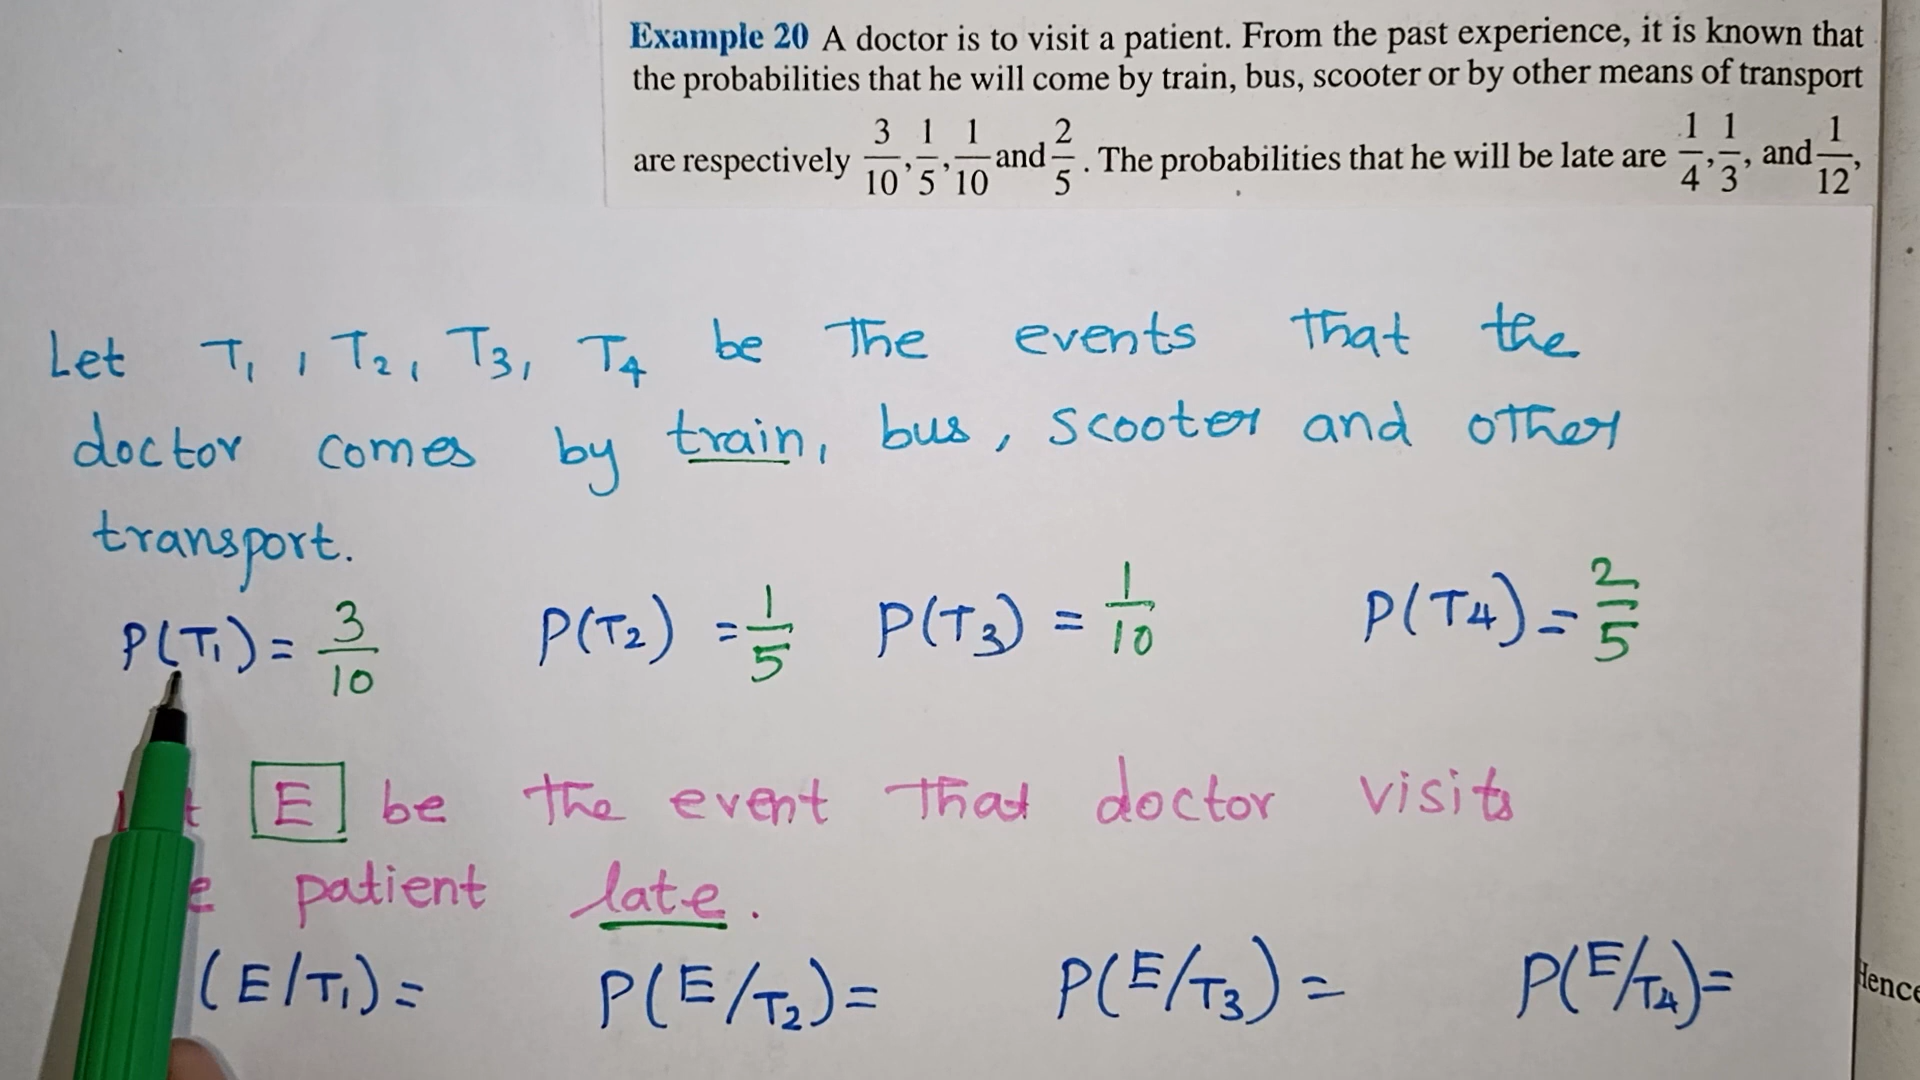 Example 20 A doctor is to visit a patient. From the past experience, it is known that
the probabilities that he will come by train, bus, scooter or by other means of transport
are respectively 3/10, 1/5, 1/10 and 2/5. The probabilities that he will be late are 1/4, 1/3, and 1/12,
Let T1, T2, T3, T4 be the events that the
doctor comes by train, bus, scooter and other
transport.
P(T1) = 3/10 P(T2) = 1/5 P(T3) = 1/10 P(T4) = 2/5
E be the event that doctor visits
patient late.
(E/T1) = P(E/T2) = P(E/T3) = P(E/T4) =
Hence